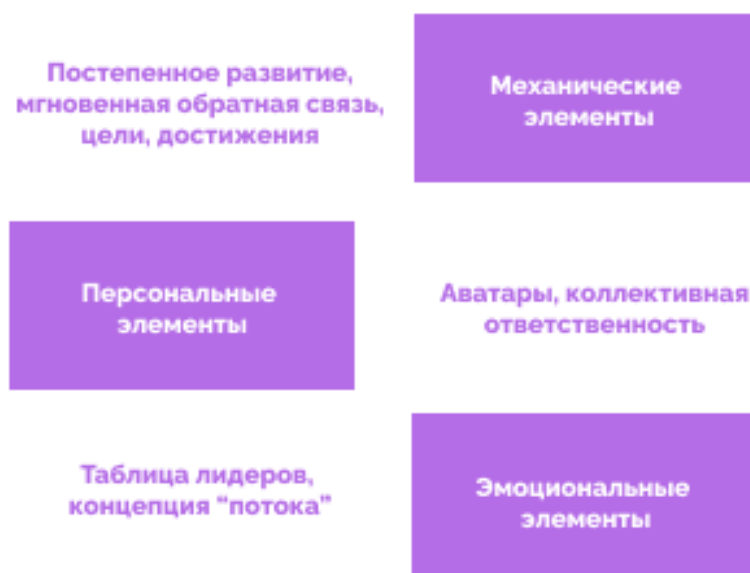 Постепенное развитие,
мгновенная обратная связь,
цели, достижения
Механические
элементы
Персональные
элементы
Аватары, коллективная
ответственность
Таблица лидеров,
концепция “потока”
Эмоциональные
элементы